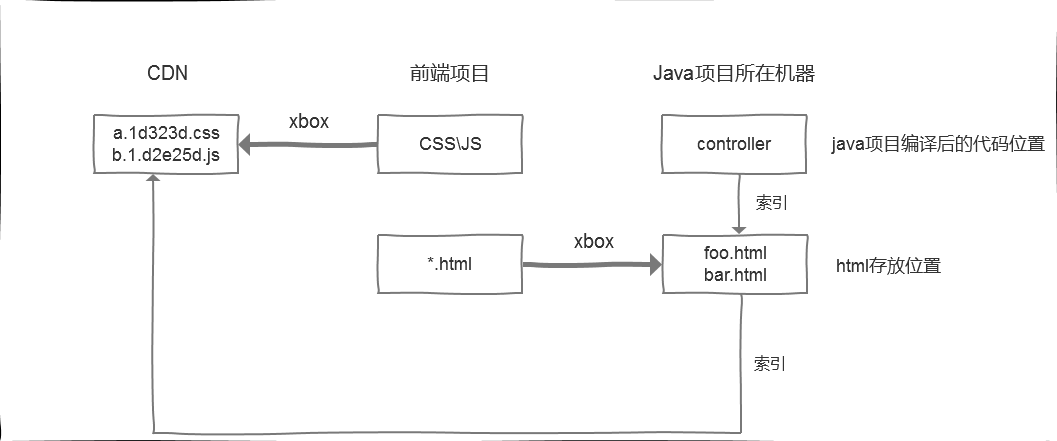 CDN
前端项目
Java项目所在机器
a.1d323d.css
b.1.d2e25d.js
xbox
CSS\JS
controller
java项目编译后的代码位置
索引
*.html
xbox
foo.html
bar.html
html存放位置
索引